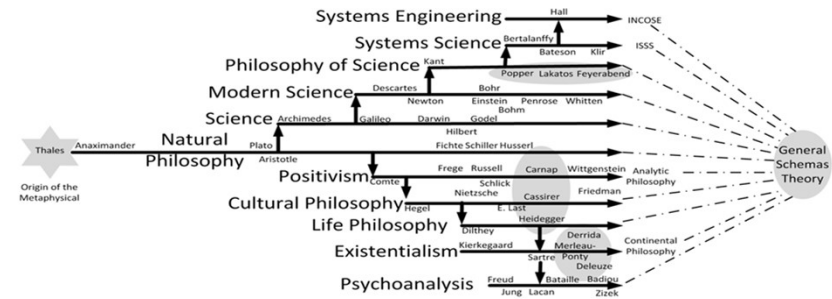 Systems Engineering
Hall
INCOSE
Systems Science
Bertalanffy
Bateson Klir
ISSS
Philosophy of Science
Kant
Popper Lakatos Feyerabend
Modern Science
Descartes Bohr
Newton Einstein Penrose Whitten
Bohm
Science
Archimedes Galileo Darwin Godel
Hilbert
Thales
Anaximander
Natural
Philosophy
Plato
Aristotle
Fichte Schiller Husserl
Origin of the
Metaphysical
General
Schemas
Theory
Positivism
Comte
Frege Russell Carnap Wittgenstein
Schlick
Analytic
Philosophy
Cultural Philosophy
Hegel
Nietzsche Cassirer Friedman
E. Last
Life Philosophy
Dilthey
Heidegger
Existentialism
Kierkegaard
Sartre
Derrida
Merleau-
Ponty
Deleuze
Continental
Philosophy
Psychoanalysis
Freud Bataille Badiou
Jung Lacan Zizek